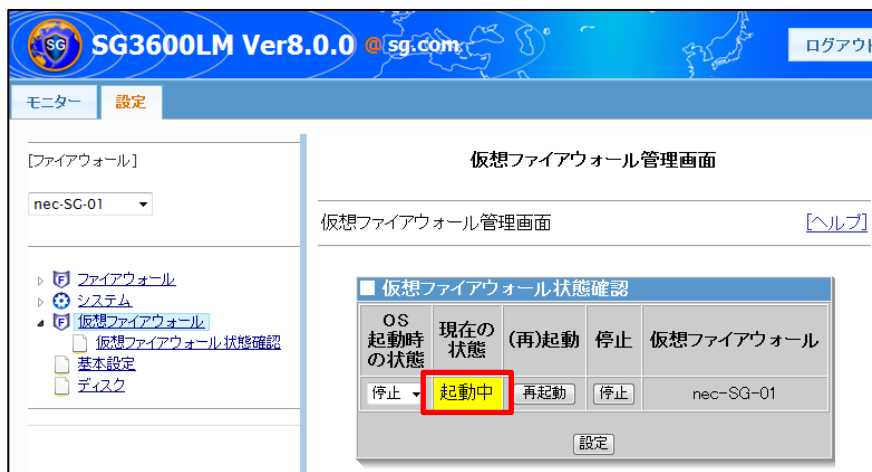 SG SG3600LM Ver8.0.0 @sg.com
モニター 設定
[ファイアウォール]
nec-SG-01
ファイアウォール
システム
仮想ファイアウォール
仮想ファイアウォール状態確認
基本設定
ディスク
仮想ファイアウォール管理画面
仮想ファイアウォール管理画面 [ヘルプ]
■ 仮想ファイアウォール状態確認
OS
起動時
の状態
現在の
状態
(再)起動
停止
仮想ファイアウォール
停止 起動中 再起動 停止 nec-SG-01
設定